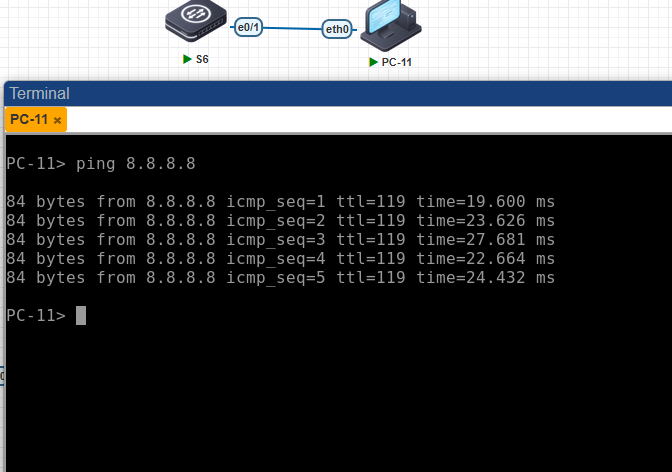 e0/1
eth0
S6
PC-11
Terminal
PC-11 ×
PC-11> ping 8.8.8.8
84 bytes from 8.8.8.8 icmp_seq=1 ttl=119 time=19.600 ms
84 bytes from 8.8.8.8 icmp_seq=2 ttl=119 time=23.626 ms
84 bytes from 8.8.8.8 icmp_seq=3 ttl=119 time=27.681 ms
84 bytes from 8.8.8.8 icmp_seq=4 ttl=119 time=22.664 ms
84 bytes from 8.8.8.8 icmp_seq=5 ttl=119 time=24.432 ms
PC-11>